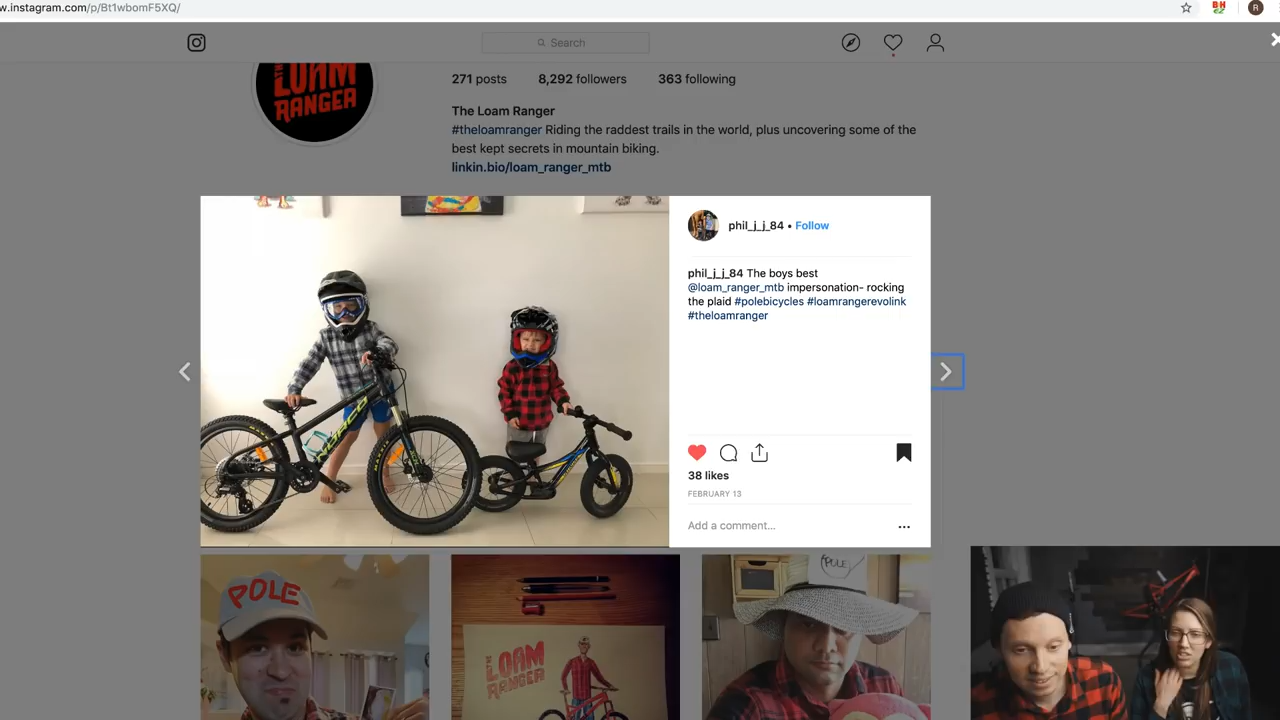 w.instagram.com/p/Bt1wbomF5XQ/
Search
271 posts 8,292 followers 363 following
THE LOAM RANGER
The Loam Ranger
#theloamranger Riding the raddest trails in the world, plus uncovering some of the
best kept secrets in mountain biking.
linkin.bio/loam_ranger_mtb
phil_j_j_84 • Follow
phil_j_j_84 The boys best
@loam_ranger_mtb impersonation- rocking
the plaid #polebicycles #loamrangerevolink
#theloamranger
NORCO
38 likes
FEBRUARY 13
Add a comment...
POLE
THE LOAM
RANGER
POLE
R